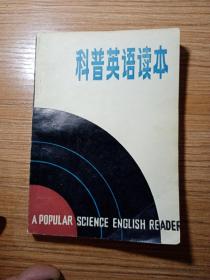 科普英语读本
A POPULAR SCIENCE ENGLISH READER